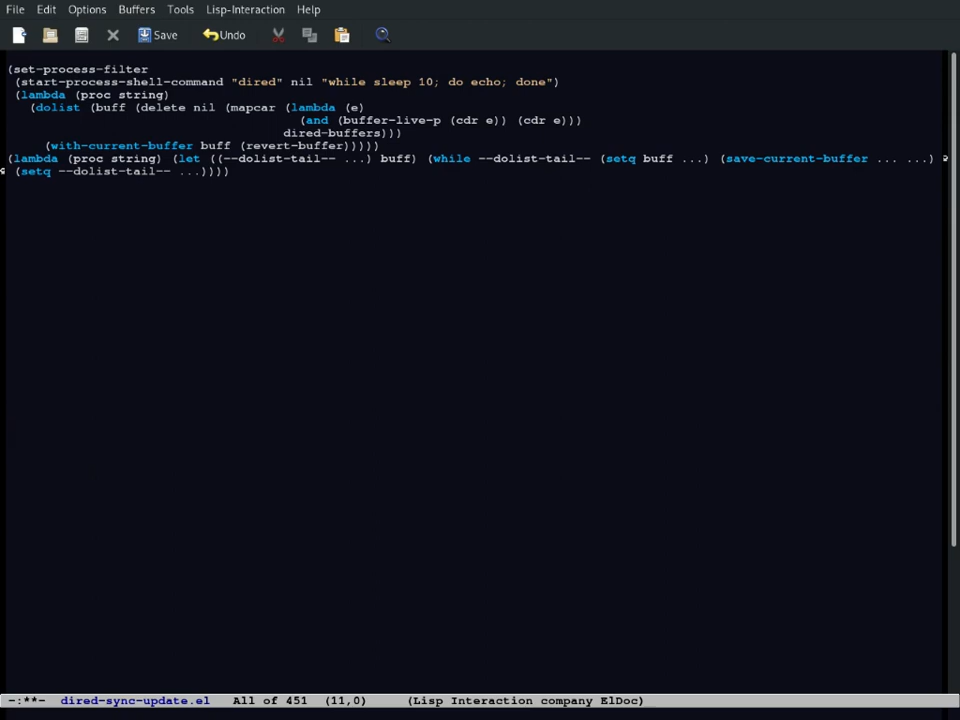 File Edit Options Buffers Tools Lisp-Interaction Help
Save Undo
(set-process-filter
(start-process-shell-command "dired" nil "while sleep 10; do echo; done")
(lambda (proc string)
(dolist (buff (delete nil (mapcar (lambda (e)
(and (buffer-live-p (cdr e)) (cdr e)))
dired-buffers)))
(with-current-buffer buff (revert-buffer)))))
(lambda (proc string) (let ((--dolist-tail-- ...) buff) (while --dolist-tail-- (setq buff ...) (save-current-buffer ... ...)
(setq --dolist-tail-- ...))))
-:**- dired-sync-update.el All of 451 (11,0) (Lisp Interaction company ElDoc)